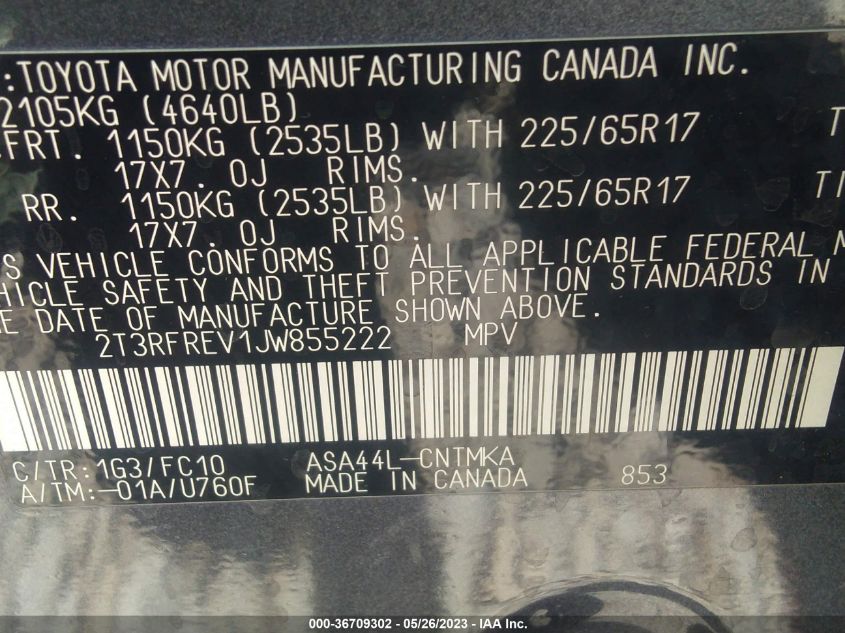 :TOYOTA MOTOR MANUFACTURING CANADA INC.
2105KG (4640LB)
FRT. 1150KG (2535LB) WITH 225/65R17 T
17X7.0J RIMS.
RR. 1150KG (2535LB) WITH 225/65R17 TI
17X7.0J RIMS.
S VEHICLE CONFORMS TO ALL APPLICABLE FEDERAL M
HICLE SAFETY AND THEFT PREVENTION STANDARDS IN
E DATE OF MANUFACTURE SHOWN ABOVE.
2T3RFREV1JW855222 MPV
C/TR:1G3/FC10 ASA44L-CNTMKA
A/TM:-01A/U760F MADE IN CANADA 853
000-36709302 - 05/26/2023 - IAA Inc.